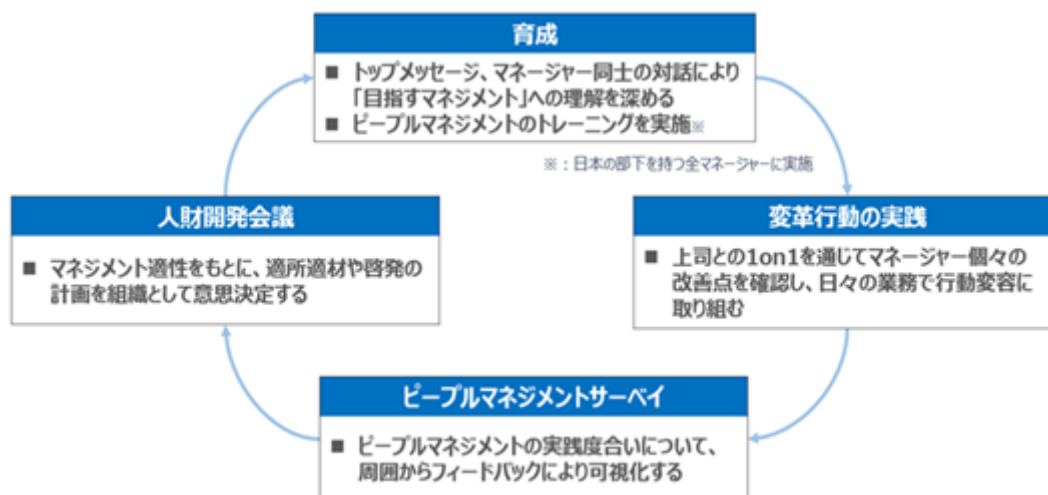 育成
■ トップメッセージ、マネージャー同士の対話により
「目指すマネジメント」への理解を深める
■ ピープルマネジメントのトレーニングを実施※
※：日本の部下を持つ全マネージャーに実施
変革行動の実践
■ 上司との1on1を通じてマネージャー個々の
改善点を確認し、日々の業務で行動変容に
取り組む
ピープルマネジメントサーベイ
■ ピープルマネジメントの実践度合いについて、
周囲からフィードバックにより可視化する
人財開発会議
■ マネジメント適性をもとに、適所適材や啓発の
計画を組織として意思決定する